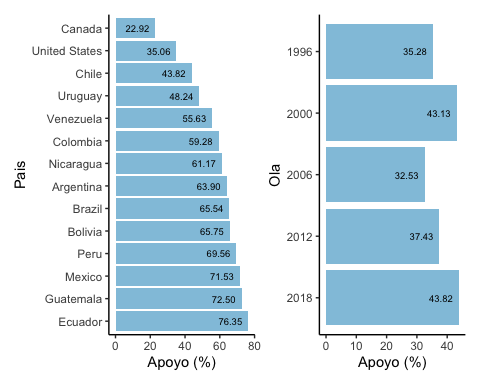 Canada 22.92
United States 35.06
Chile 43.82
Uruguay 48.24
Venezuela 55.63
Colombia 59.28
Nicaragua 61.17
Argentina 63.90
Brazil 65.54
Bolivia 65.75
Peru 69.56
Mexico 71.53
Guatemala 72.50
Ecuador 76.35
0 20 40 60 80
Apoyo (%)
Pais
1996 35.28
2000 43.13
2006 32.53
2012 37.43
2018 43.82
0 10 20 30 40
Apoyo (%)
Ola